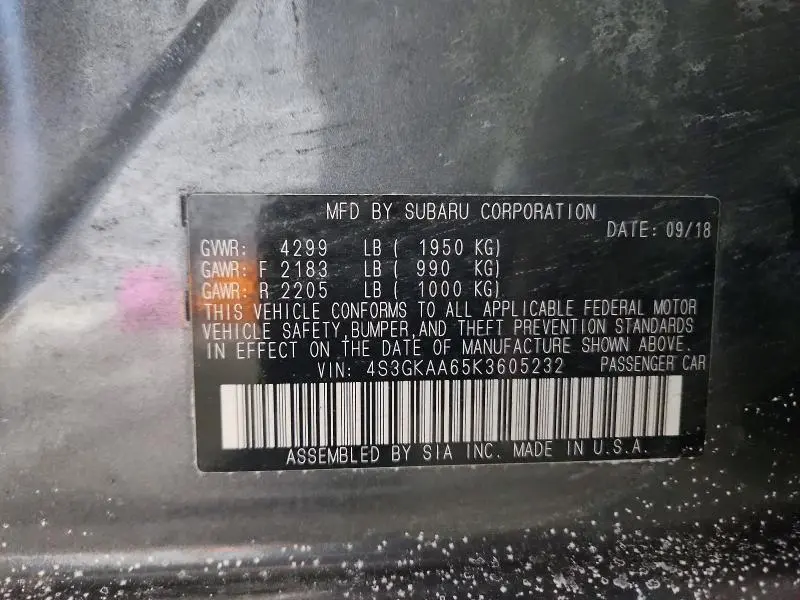 MFD BY SUBARU CORPORATION
DATE: 09/18
GVWR: 4299 LB ( 1950 KG)
GAWR: F 2183 LB ( 990 KG)
GAWR: R 2205 LB ( 1000 KG)
THIS VEHICLE CONFORMS TO ALL APPLICABLE FEDERAL MOTOR
VEHICLE SAFETY,BUMPER,AND THEFT PREVENTION STANDARDS
IN EFFECT ON THE DATE OF MANUFACTURE SHOWN ABOVE.
VIN: 4S3GKAA65K3605232 PASSENGER CAR
ASSEMBLED BY SIA INC. MADE IN U.S.A.